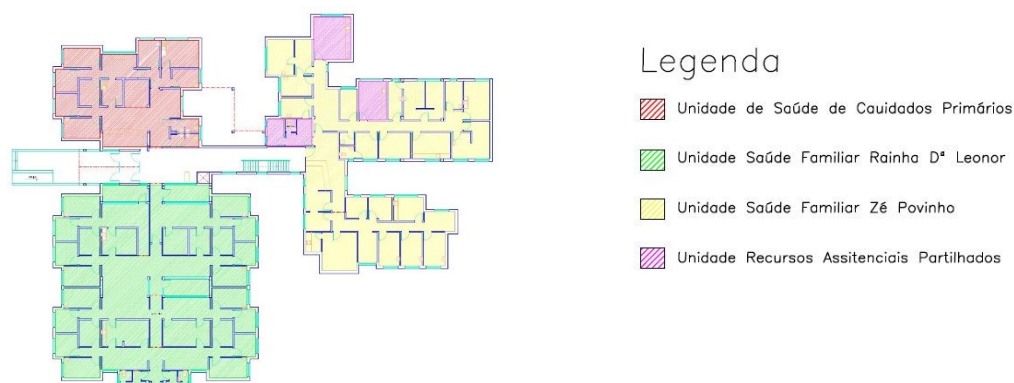 Legenda
Unidade de Saúde de Cauidados Primários
Unidade Saúde Familiar Rainha Dª Leonor
Unidade Saúde Familiar Zé Povinho
Unidade Recursos Assitenciais Partilhados